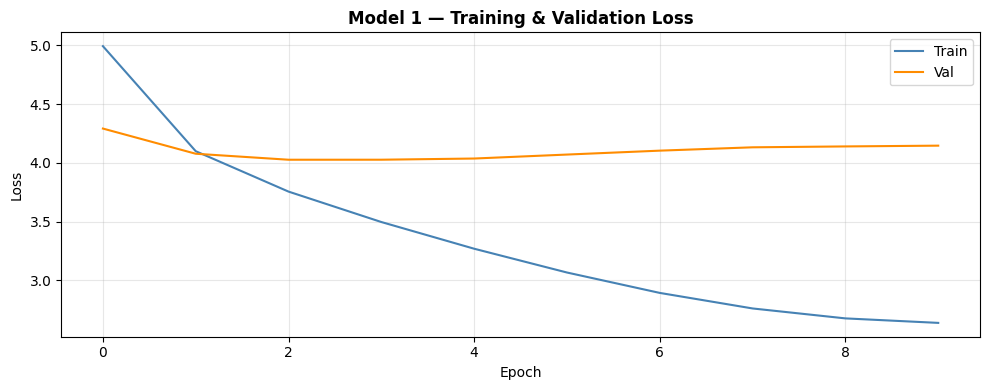 Model 1 — Training & Validation Loss
Train
Val
5.0
4.5
4.0
3.5
3.0
Loss
0 2 4 6 8
Epoch